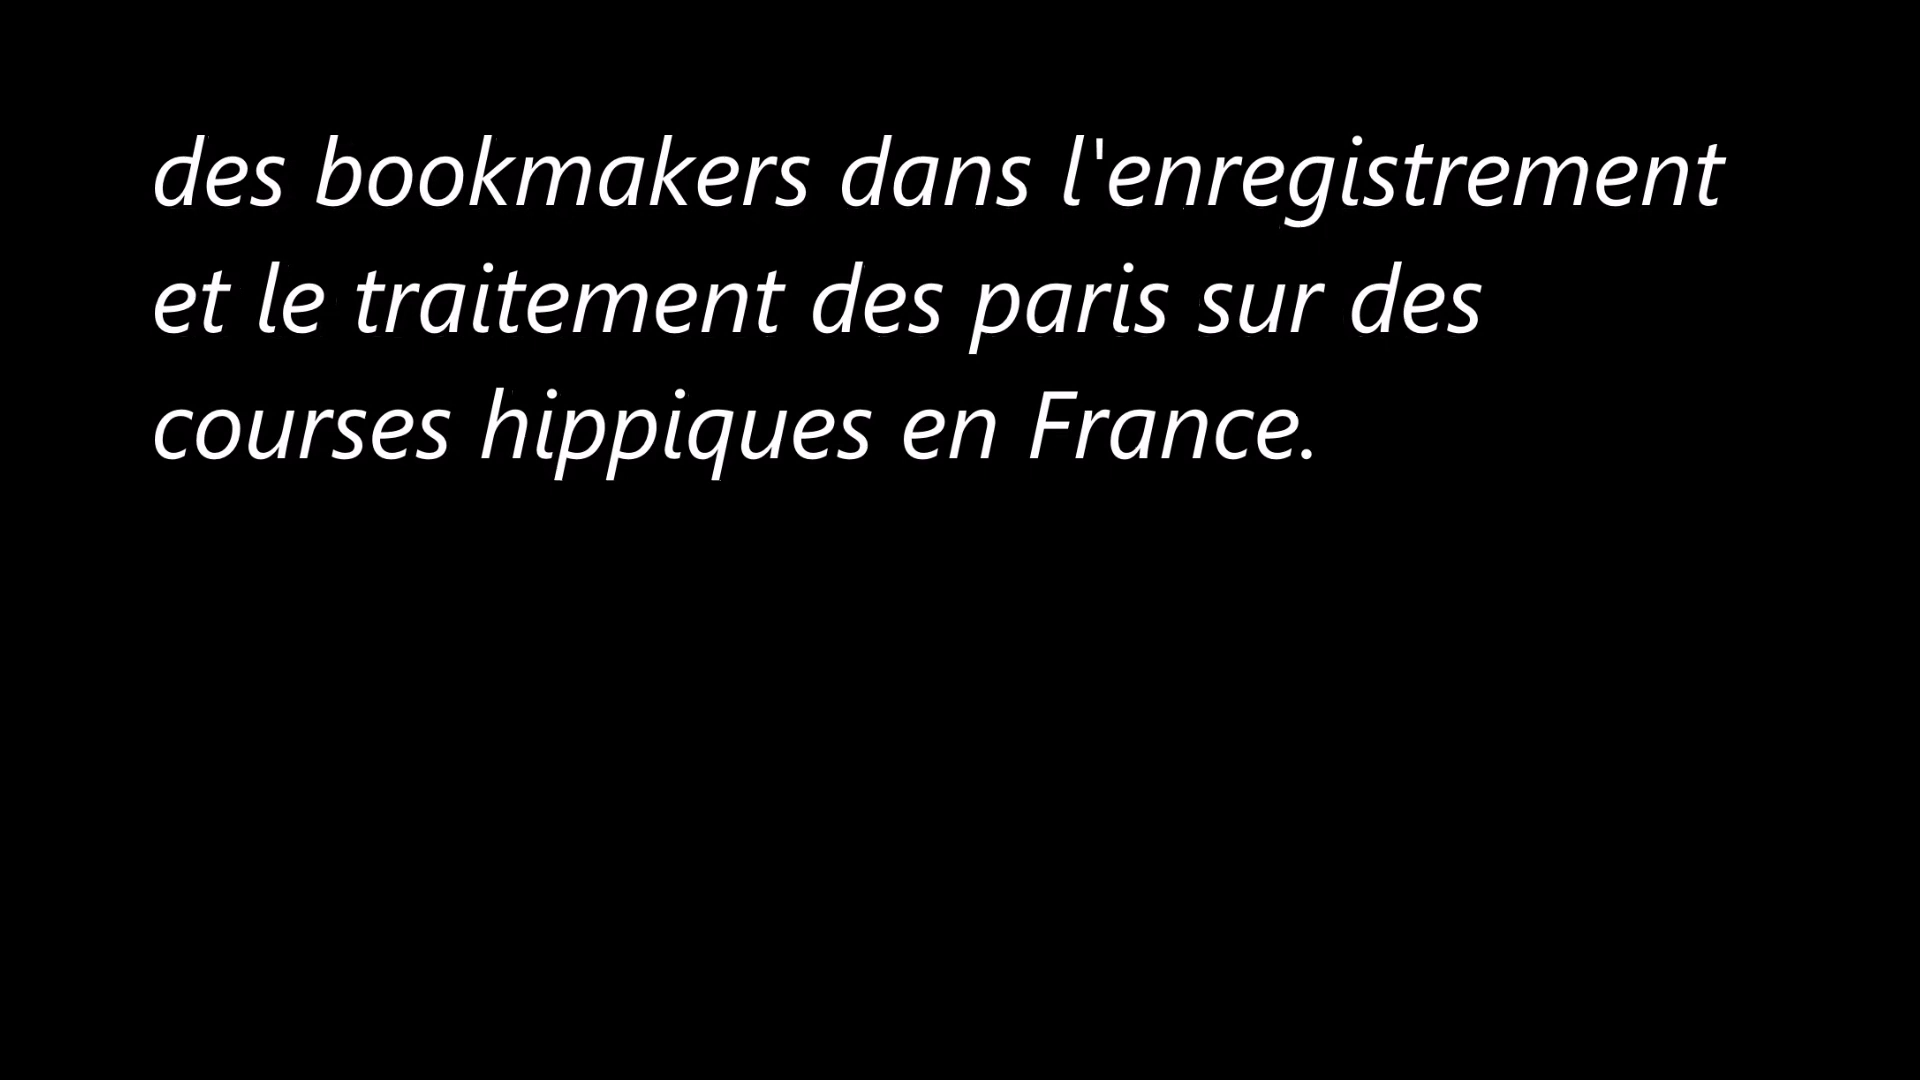 des bookmakers dans l'enregistrement
et le traitement des paris sur des
courses hippiques en France.